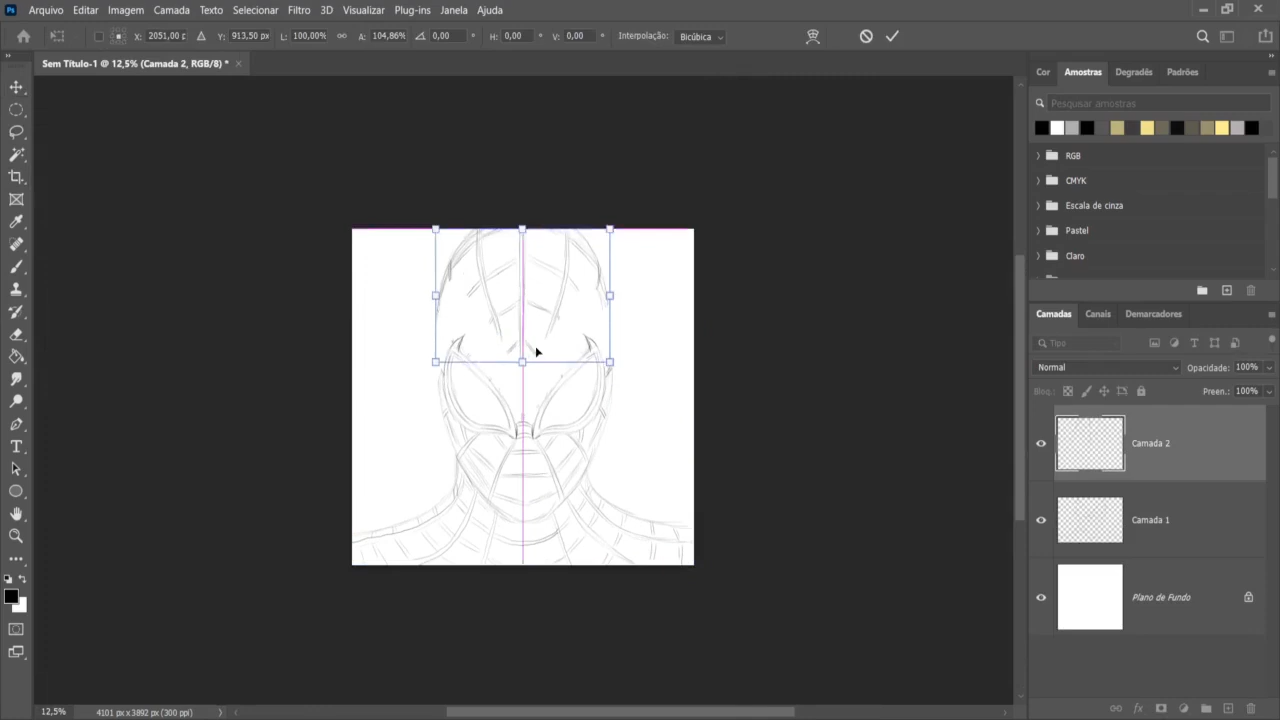 Ps Arquivo Editar Imagem Camada Texto Selecionar Filtro 3D Visualizar Plug-ins Janela Ajuda
X: 2051,00 p Y: 913,50 px L: 100,00% A: 104,86% 0,00 ° H: 0,00 ° V: 0,00 ° Interpolação: Bicúbica
Sem Título-1 @ 12,5% (Camada 2, RGB/8) * ×
Cor Amostras Degradês Padrões
Pesquisar amostras
RGB
CMYK
Escala de cinza
Pastel
Claro
Camadas Canais Demarcadores
Tipo
Normal Opacidade: 100%
Bloq.: Preen.: 100%
Camada 2
Camada 1
Plano de Fundo
12,5% 4101 px x 3892 px (300 ppi)